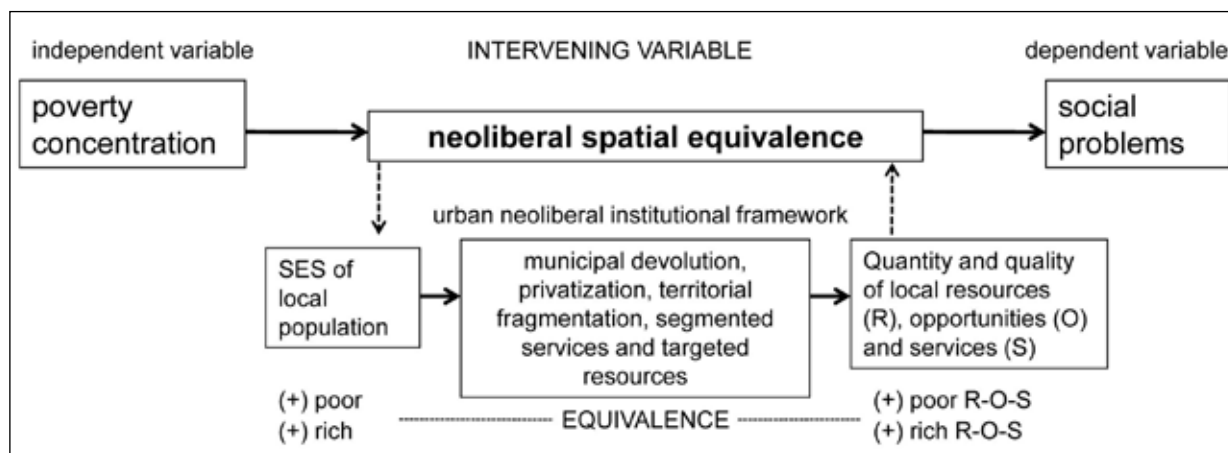 independent variable
INTERVENING VARIABLE
dependent variable
poverty
concentration
neoliberal spatial equivalence
social
problems
urban neoliberal institutional framework
SES of
local
population
municipal devolution,
privatization, territorial
fragmentation, segmented
services and targeted
resources
Quantity and quality
of local resources
(R), opportunities (O)
and services (S)
(+) poor
(+) rich
EQUIVALENCE
(+) poor R-O-S
(+) rich R-O-S